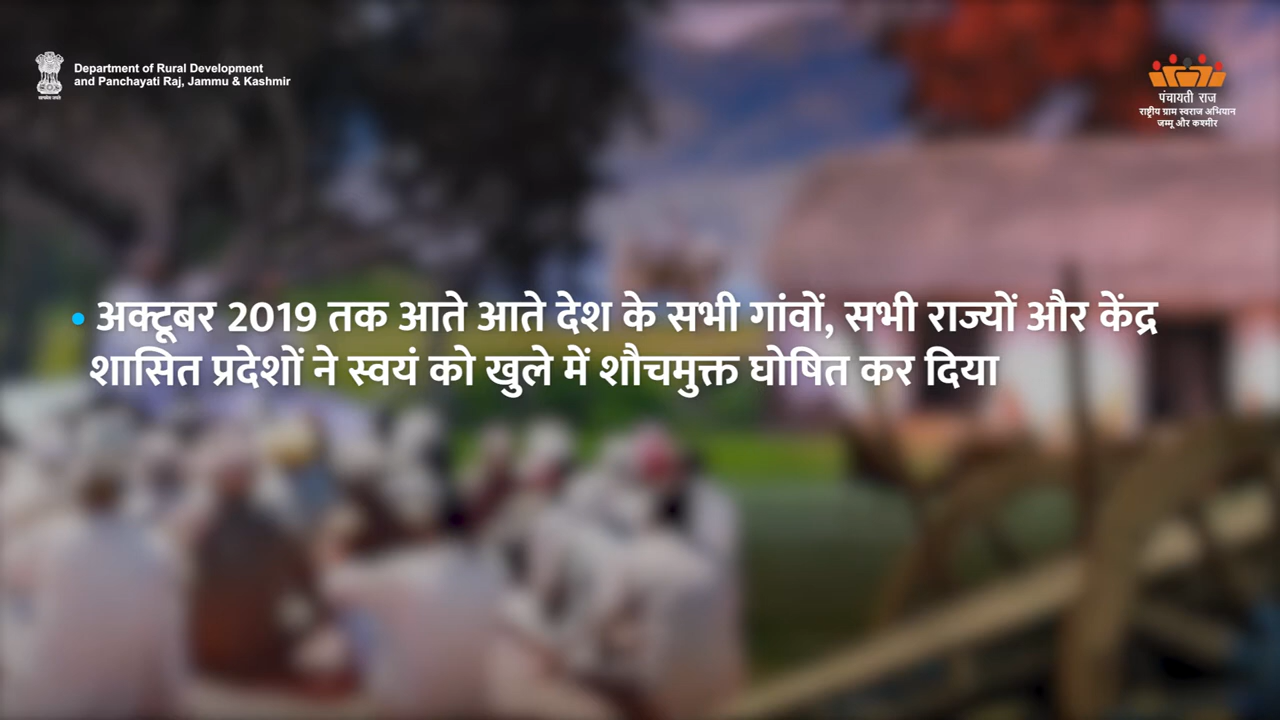 Department of Rural Development
and Panchayati Raj, Jammu & Kashmir
पंचायती राज
राष्ट्रीय ग्राम स्वराज अभियान
जम्मू और कश्मीर
• अक्टूबर 2019 तक आते आते देश के सभी गांवों, सभी राज्यों और केंद्र
शासित प्रदेशों ने स्वयं को खुले में शौचमुक्त घोषित कर दिया